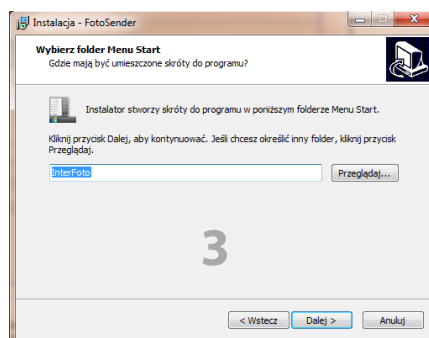 Instalacja - FotoSender
Wybierz folder Menu Start
Gdzie mają być umieszczone skróty do programu?
Instalator stworzy skróty do programu w poniższym folderze Menu Start.
Kliknij przycisk Dalej, aby kontynuować. Jeśli chcesz określić inny folder, kliknij przycisk
Przeglądaj.
InterFoto
Przeglądaj...
3
< Wstecz
Dalej >
Anuluj